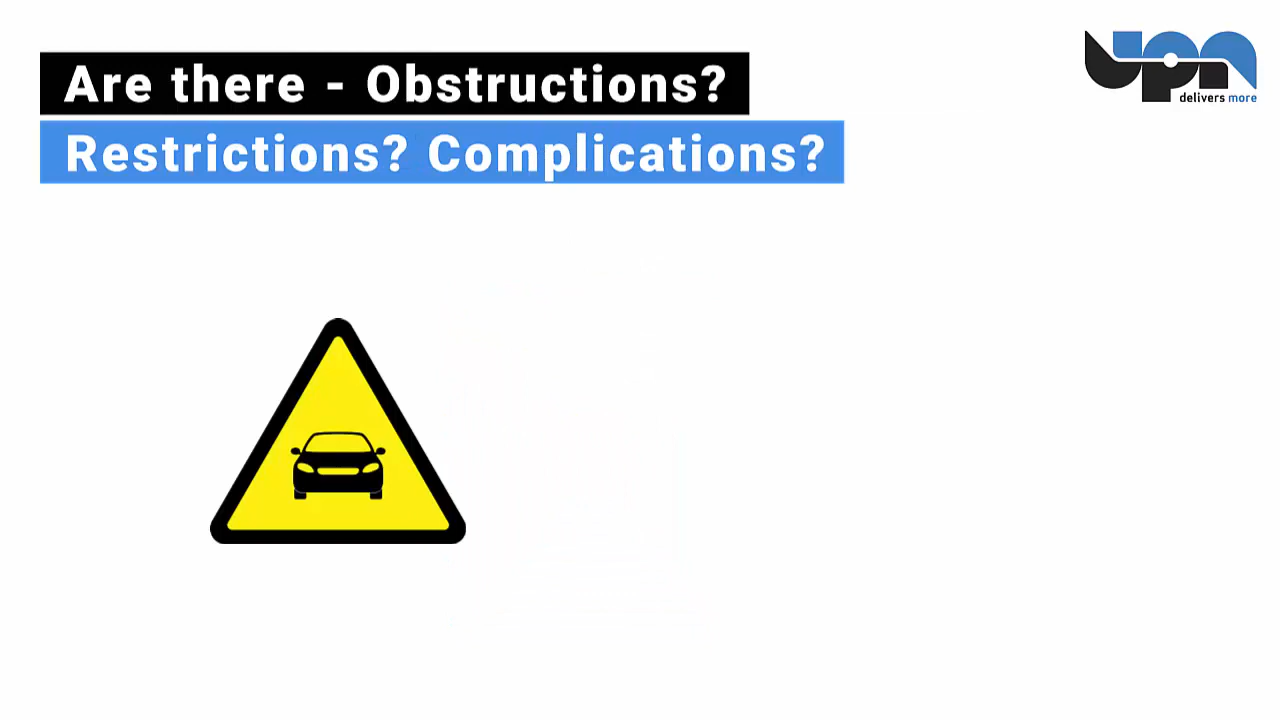 Are there - Obstructions?
Restrictions? Complications?
upn
delivers more